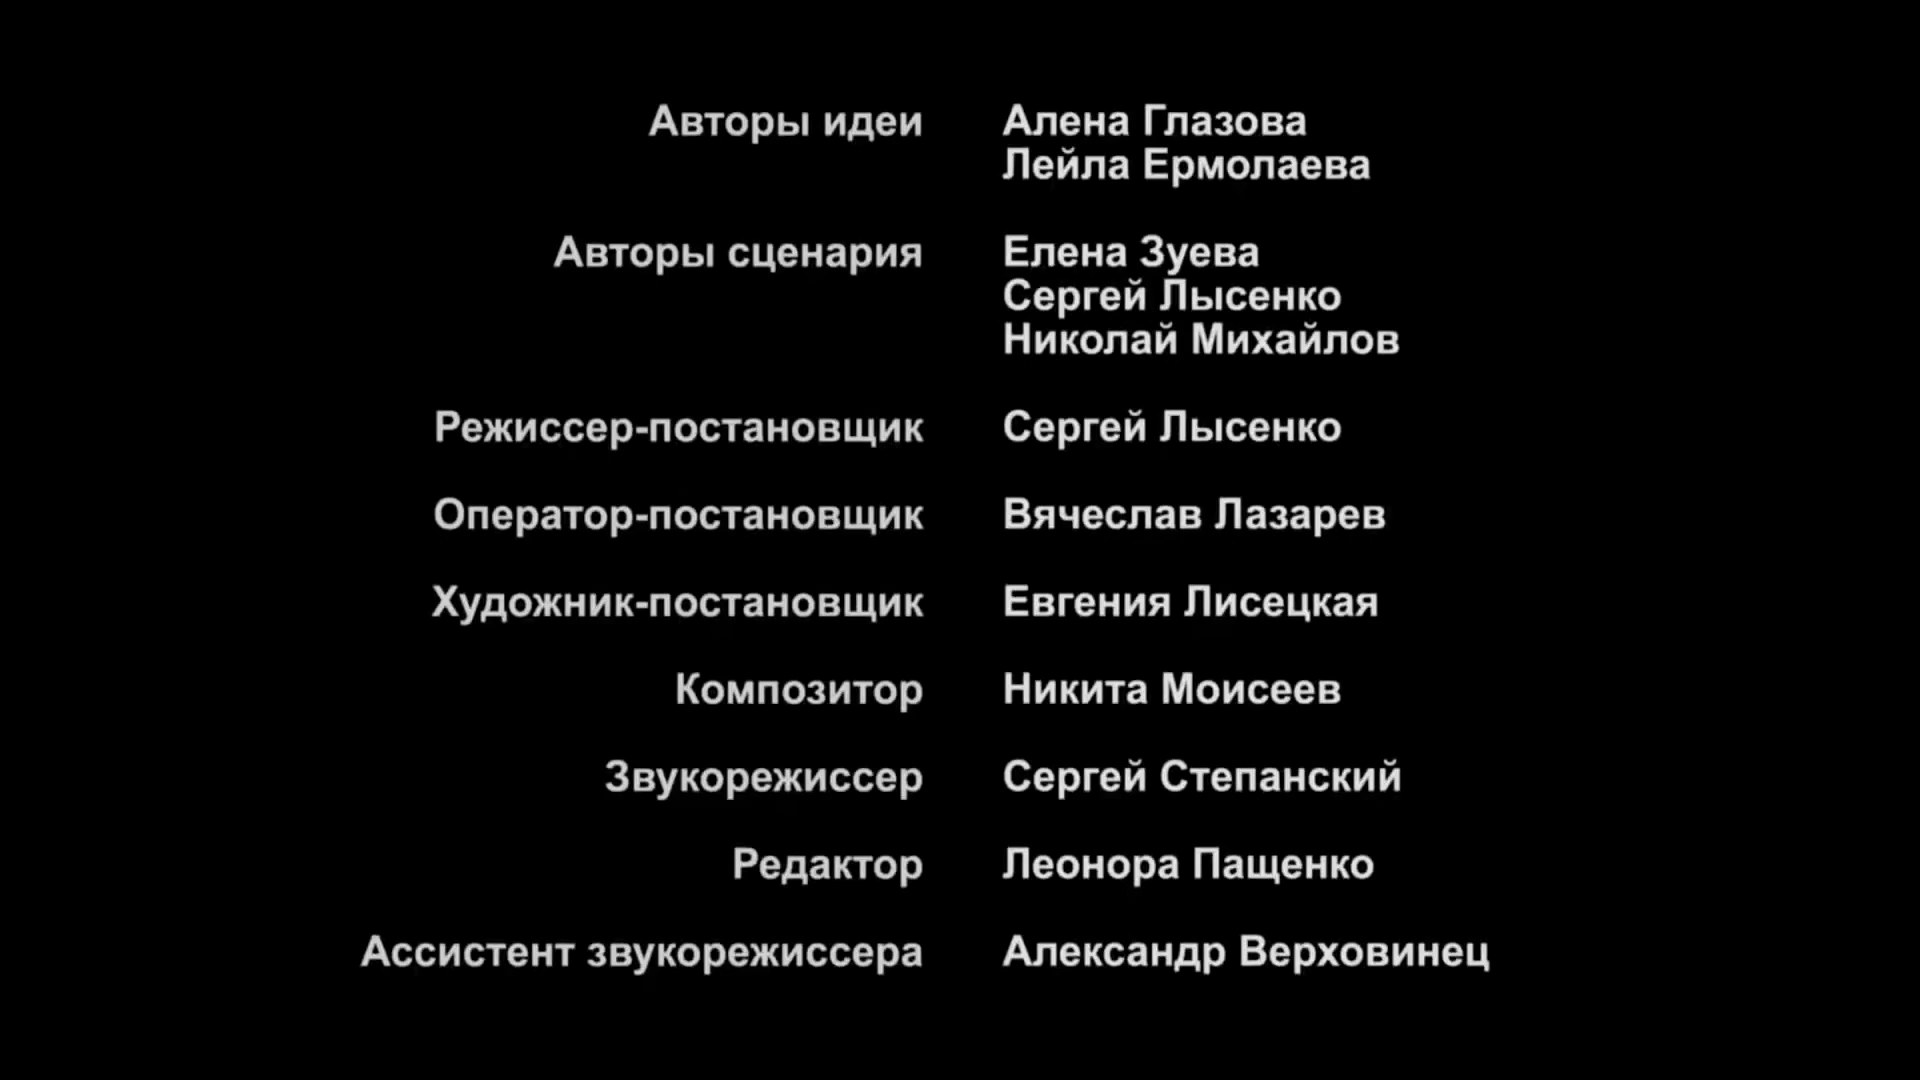 Авторы идеи Алена Глазова
Лейла Ермолаева
Авторы сценария Елена Зуева
Сергей Лысенко
Николай Михайлов
Режиссер-постановщик Сергей Лысенко
Оператор-постановщик Вячеслав Лазарев
Художник-постановщик Евгения Лисецкая
Композитор Никита Моисеев
Звукорежиссер Сергей Степанский
Редактор Леонора Пащенко
Ассистент звукорежиссера Александр Верховинец